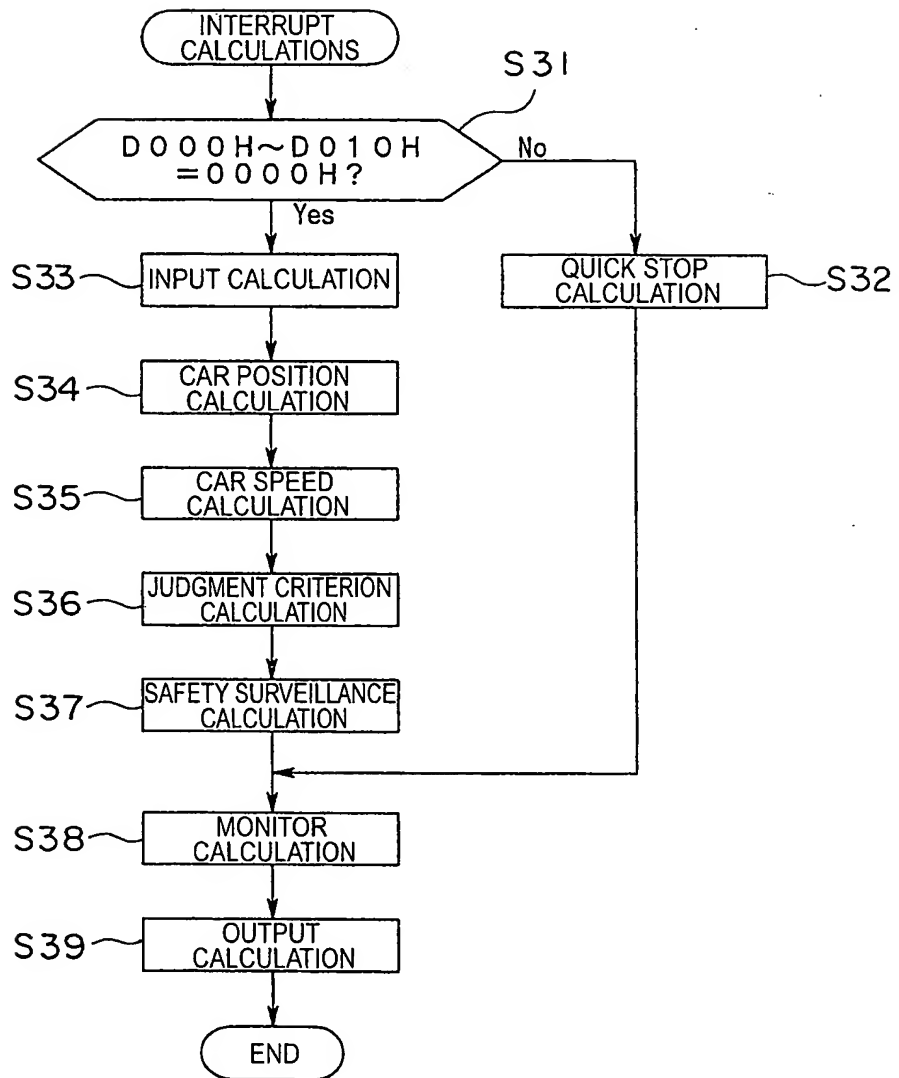 INTERRUPT
CALCULATIONS
S31
D000H～D010H
=0000H?
No
Yes
S33
INPUT CALCULATION
QUICK STOP
CALCULATION
S32
S34
CAR POSITION
CALCULATION
S35
CAR SPEED
CALCULATION
S36
JUDGMENT CRITERION
CALCULATION
S37
SAFETY SURVEILLANCE
CALCULATION
S38
MONITOR
CALCULATION
S39
OUTPUT
CALCULATION
END